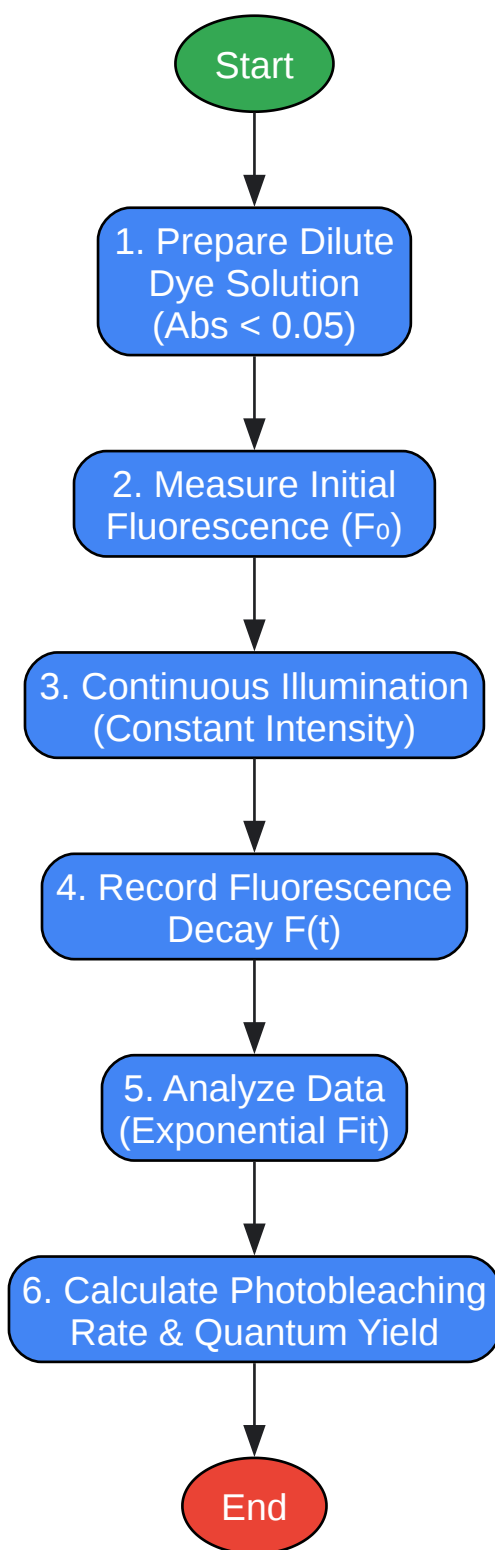 Start
1. Prepare Dilute
Dye Solution
(Abs < 0.05)
2. Measure Initial
Fluorescence (F₀)
3. Continuous Illumination
(Constant Intensity)
4. Record Fluorescence
Decay F(t)
5. Analyze Data
(Exponential Fit)
6. Calculate Photobleaching
Rate & Quantum Yield
End